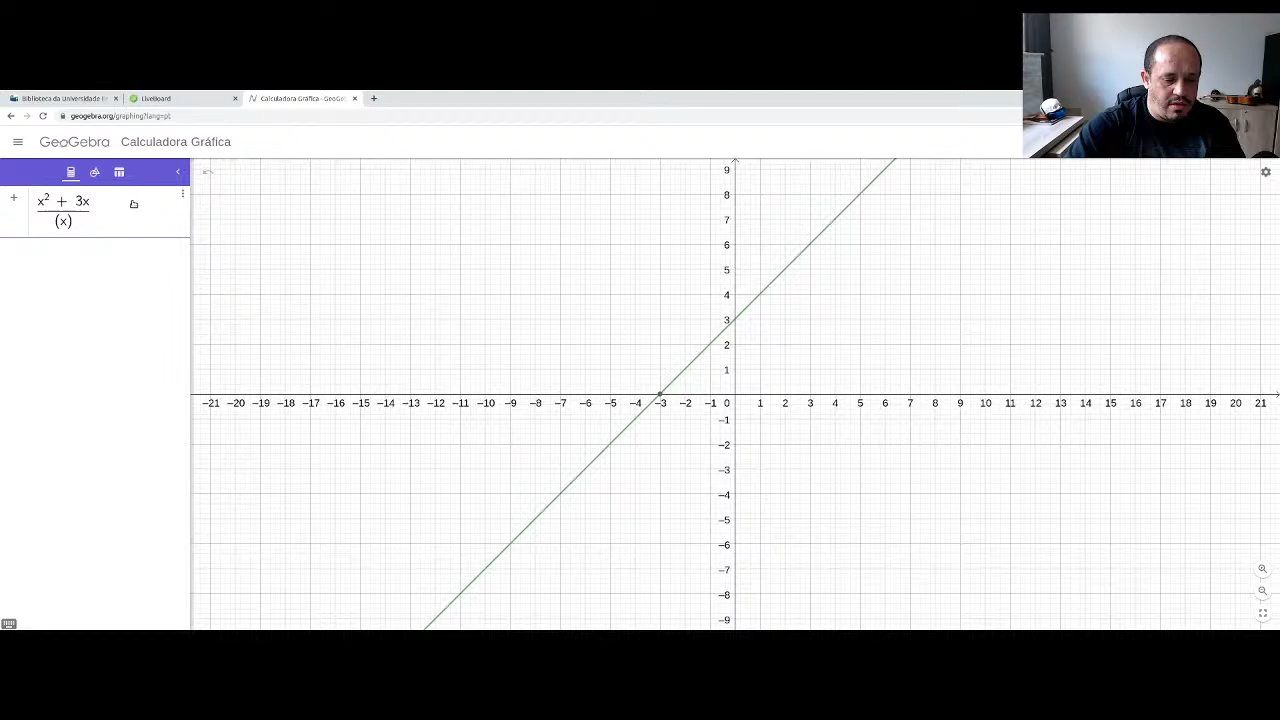 Biblioteca da Universidade F
LiveBoard
Calculadora Gráfica - GeoGeb
geogebra.org/graphing?lang=pt
GeoGebra Calculadora Gráfica
x² + 3x
(x)
9
8
7
6
5
4
3
2
1
−21 −20 −19 −18 −17 −16 −15 −14 −13 −12 −11 −10 −9 −8 −7 −6 −5 −4 −3 −2 −1 0 1 2 3 4 5 6 7 8 9 10 11 12 13 14 15 16 17 18 19 20 21
−1
−2
−3
−4
−5
−6
−7
−8
−9